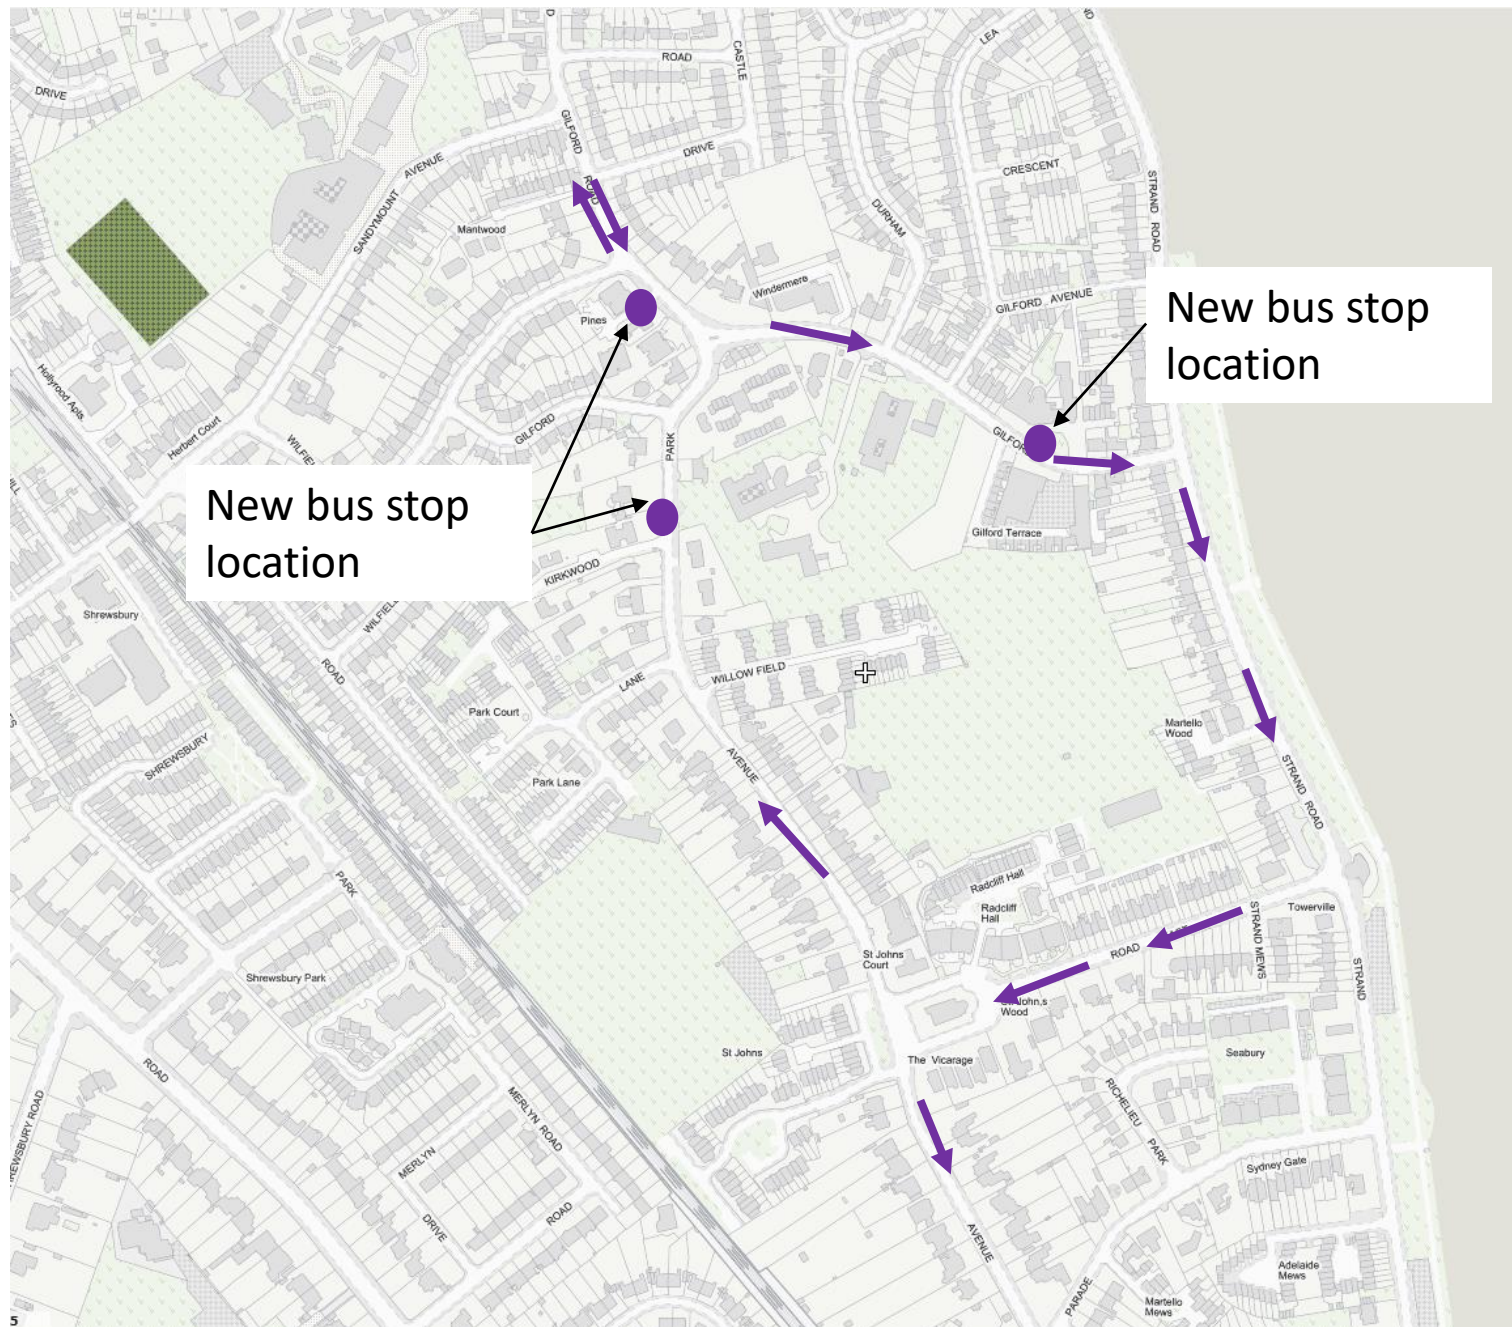 ROAD
CASTLE
LEA
DRIVE
GILFORD
ROAD
DRIVE
AVENUE
SANDYMOUNT
CRESCENT
STRAND ROAD
Mantwood
DURHAM
Windermere
GILFORD AVENUE
Pines
New bus stop
location
Hollyrood Apts.
Herbert Court
GILFORD
PARK
New bus stop
location
Gilford Terrace
KIRKWOOD
Shrewsbury
ROAD
LANE
WILLOW FIELD
Park Court
SHREWSBURY
AVENUE
Martello
Wood
STRAND ROAD
Park Lane
PARK
Radcliff Hall
Radcliff
Hall
Towerville
STRAND MEWS
ROAD
St Johns
Court
STRAND
Shrewsbury Park
Wood
St Johns
The Vicarage
Seabury
ROAD
MERLYN ROAD
RICHELIEU
PARK
MERLYN
DRIVE
ROAD
Sydney Gate
AVENUE
PARADE
Adelaide
Mews
Martello
Mews
5